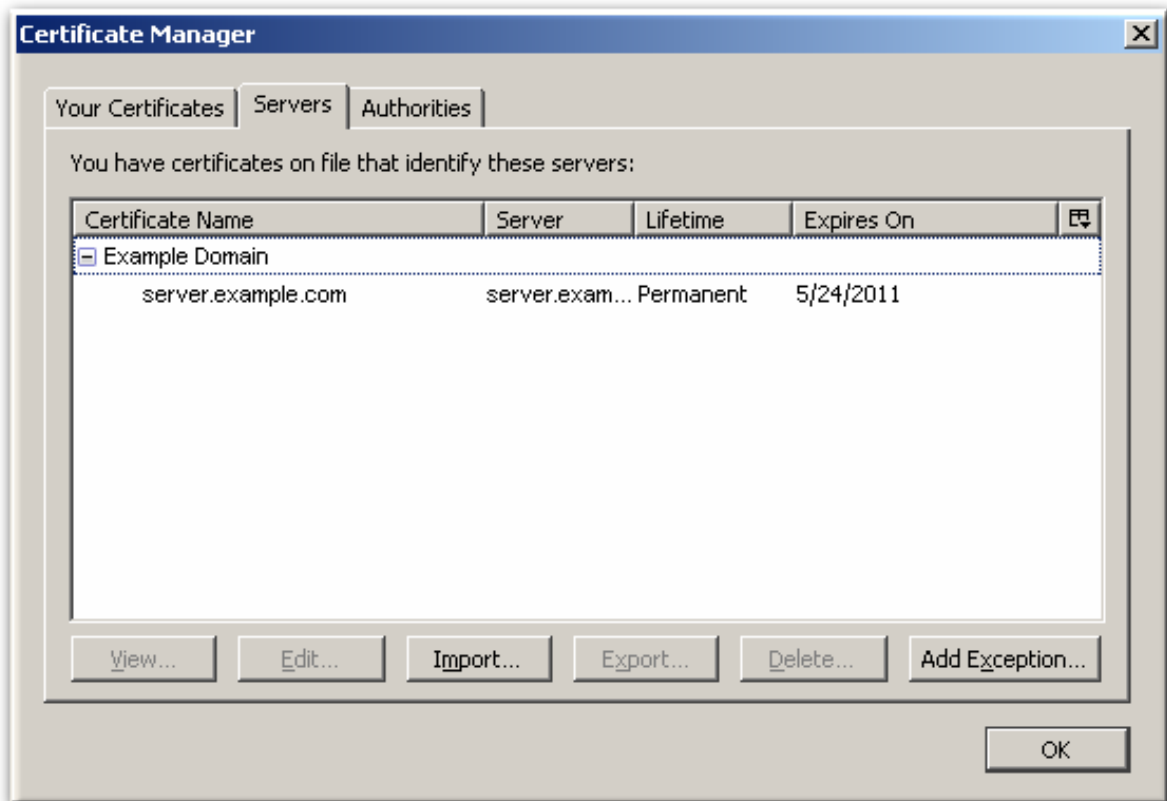 Certificate Manager
Your Certificates Servers Authorities
You have certificates on file that identify these servers:
Certificate Name Server Lifetime Expires On
Example Domain
server.example.com server.exam... Permanent 5/24/2011
View... Edit... Import... Export... Delete... Add Exception...
OK